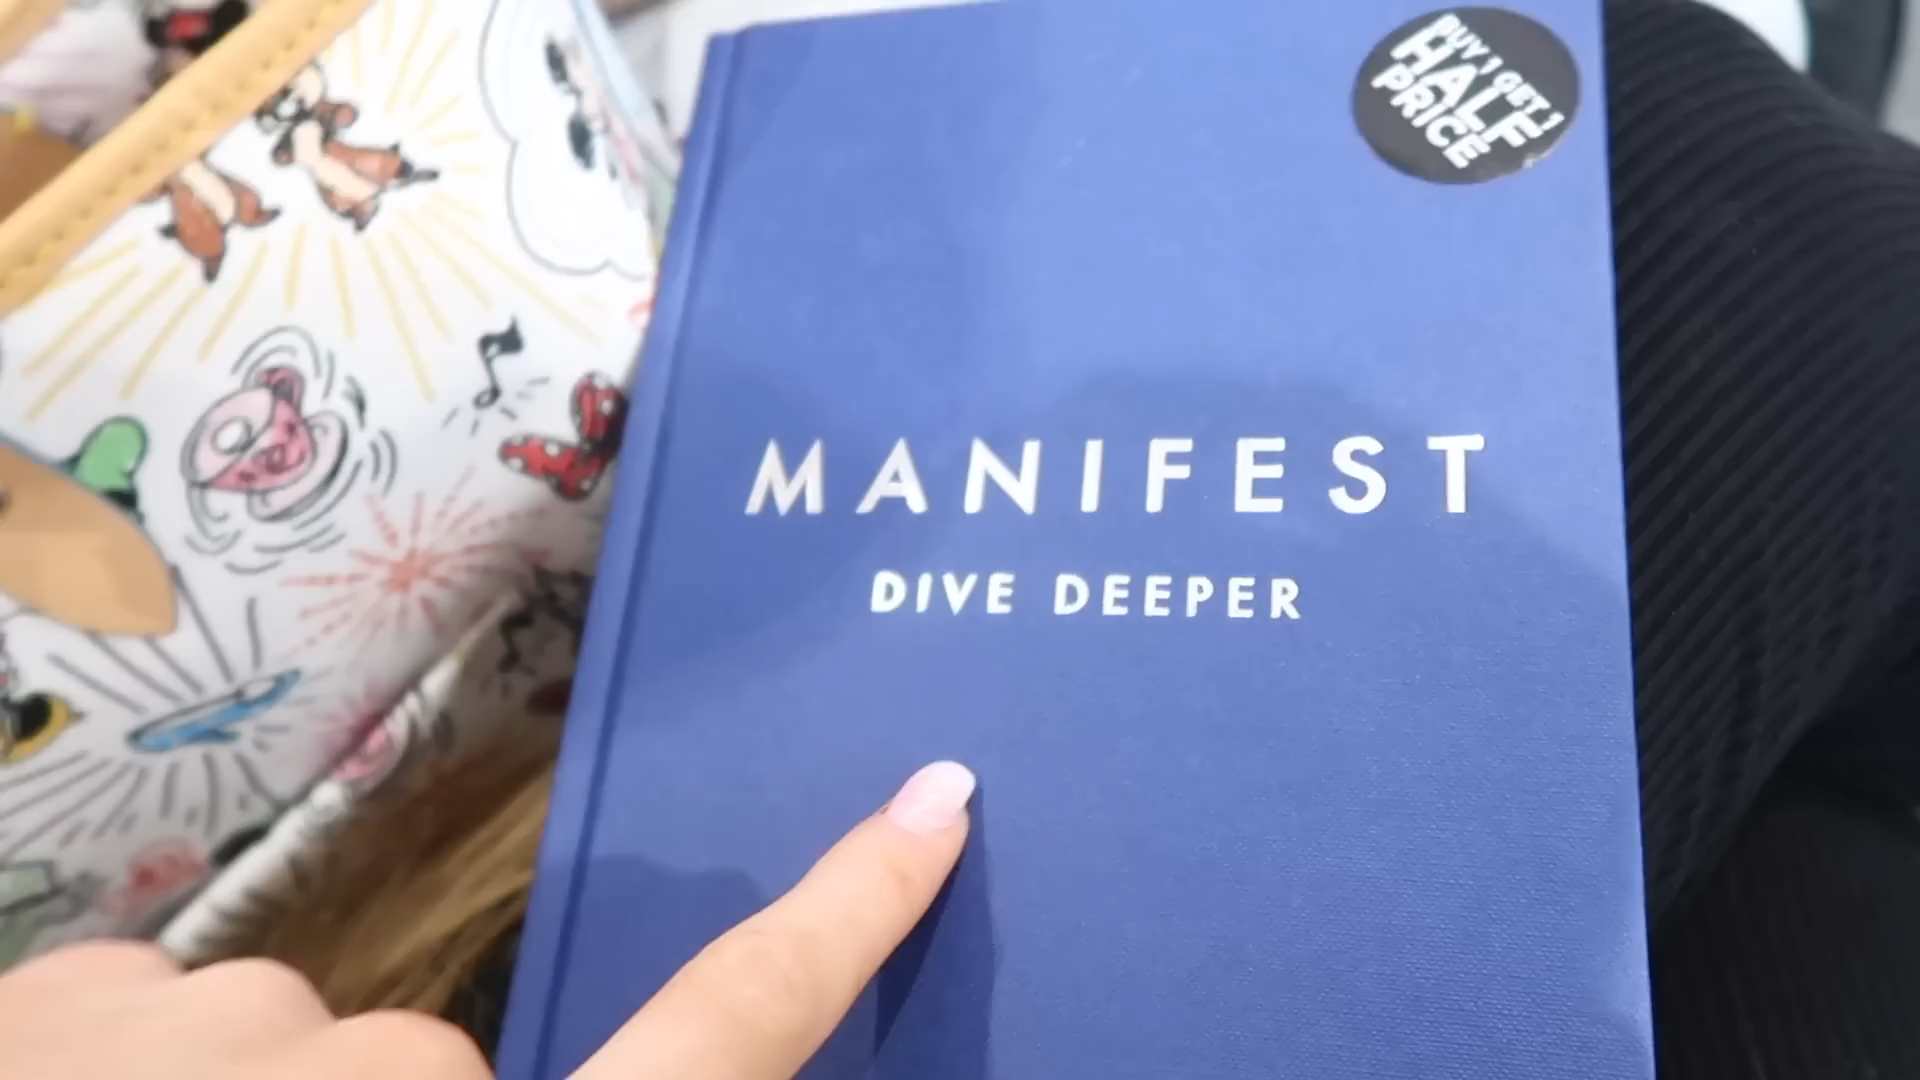 BUY 1 GET 1
HALF
PRICE
MANIFEST
DIVE DEEPER